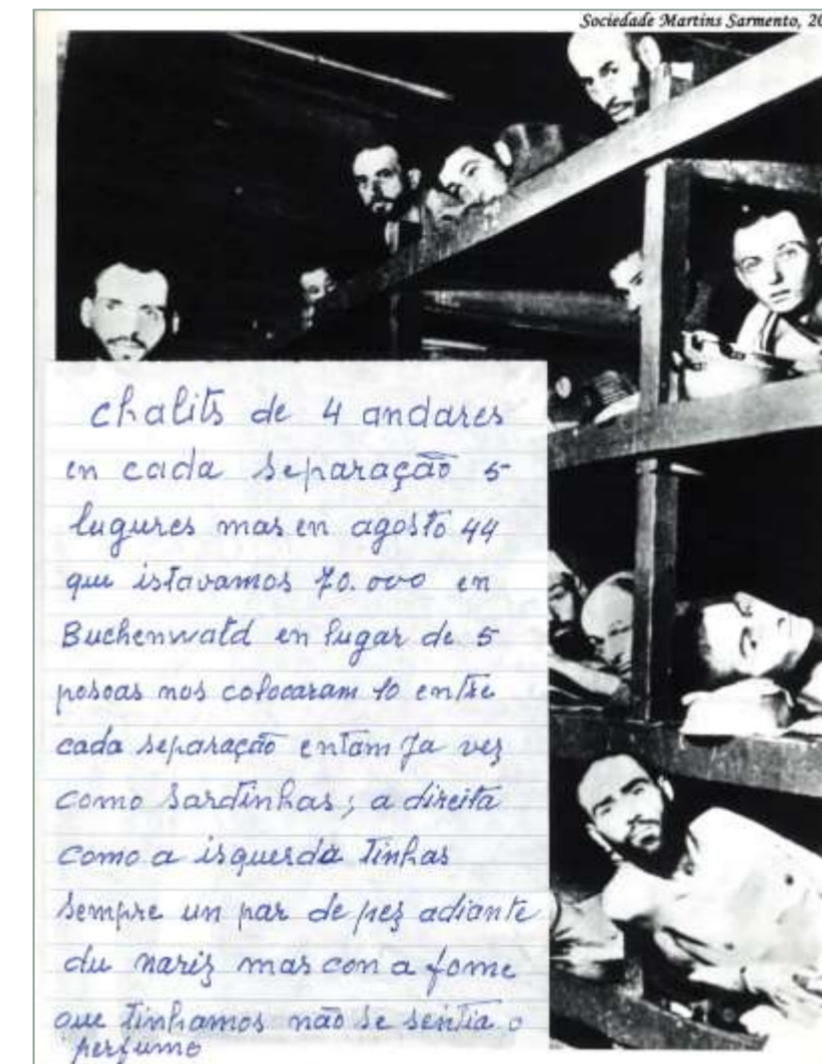 Sociedade Martins Sarmento, 20
chalits de 4 andares
en cada separação 5
lugures mas en agosto 44
que istavamos 70.000 en
Buchenwald en lugar de 5
pesoas nos colocaram 10 entre
cada separação entam ja vez
como sardinhas; a direita
como a isquerda tinhas
sempre un par de pez adiante
du nariz mas con a fome
que tinhamos não se sentia o
perfumo